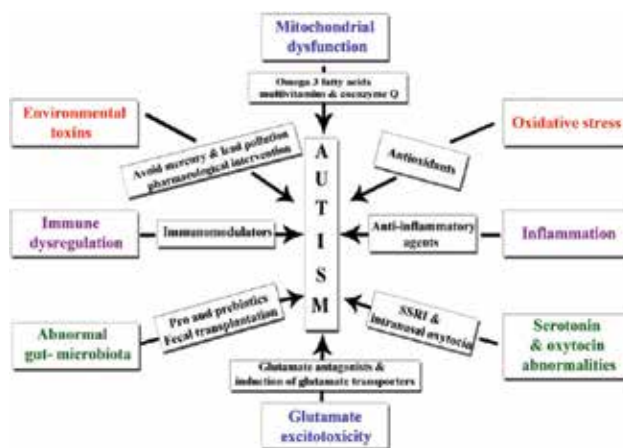 Mitochondrial
dysfunction
Omega 3 fatty acids
multivitamins & coenzyme Q
Environmental
toxins
Oxidative stress
Avoid mercury & lead pollution
pharmacological intervention
Antioxidants
AUTISM
Immune
dysregulation
Immunomodulators
Anti-inflammatory
agents
Inflammation
Pro and prebiotics
Fecal transplantation
SSRI &
intranosal oxytocin
Abnormal
gut- microbiota
Serotonin
& oxytocin
abnormalities
Glutamate antagonists &
induction of glutamate transporters
Glutamate
excitotoxicity